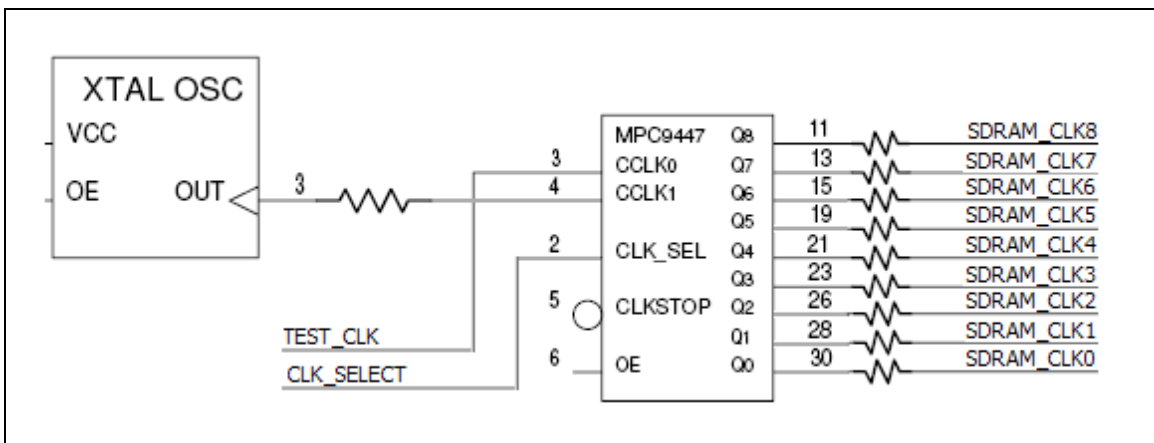 XTAL OSC
VCC
OE OUT 3
TEST_CLK
CLK_SELECT
MPC9447 Q8 11 SDRAM_CLK8
3 CCLK0 Q7 13 SDRAM_CLK7
4 CCLK1 Q6 15 SDRAM_CLK6
Q5 19 SDRAM_CLK5
2 CLK_SEL Q4 21 SDRAM_CLK4
Q3 23 SDRAM_CLK3
5 CLKSTOP Q2 26 SDRAM_CLK2
Q1 28 SDRAM_CLK1
6 OE Q0 30 SDRAM_CLK0